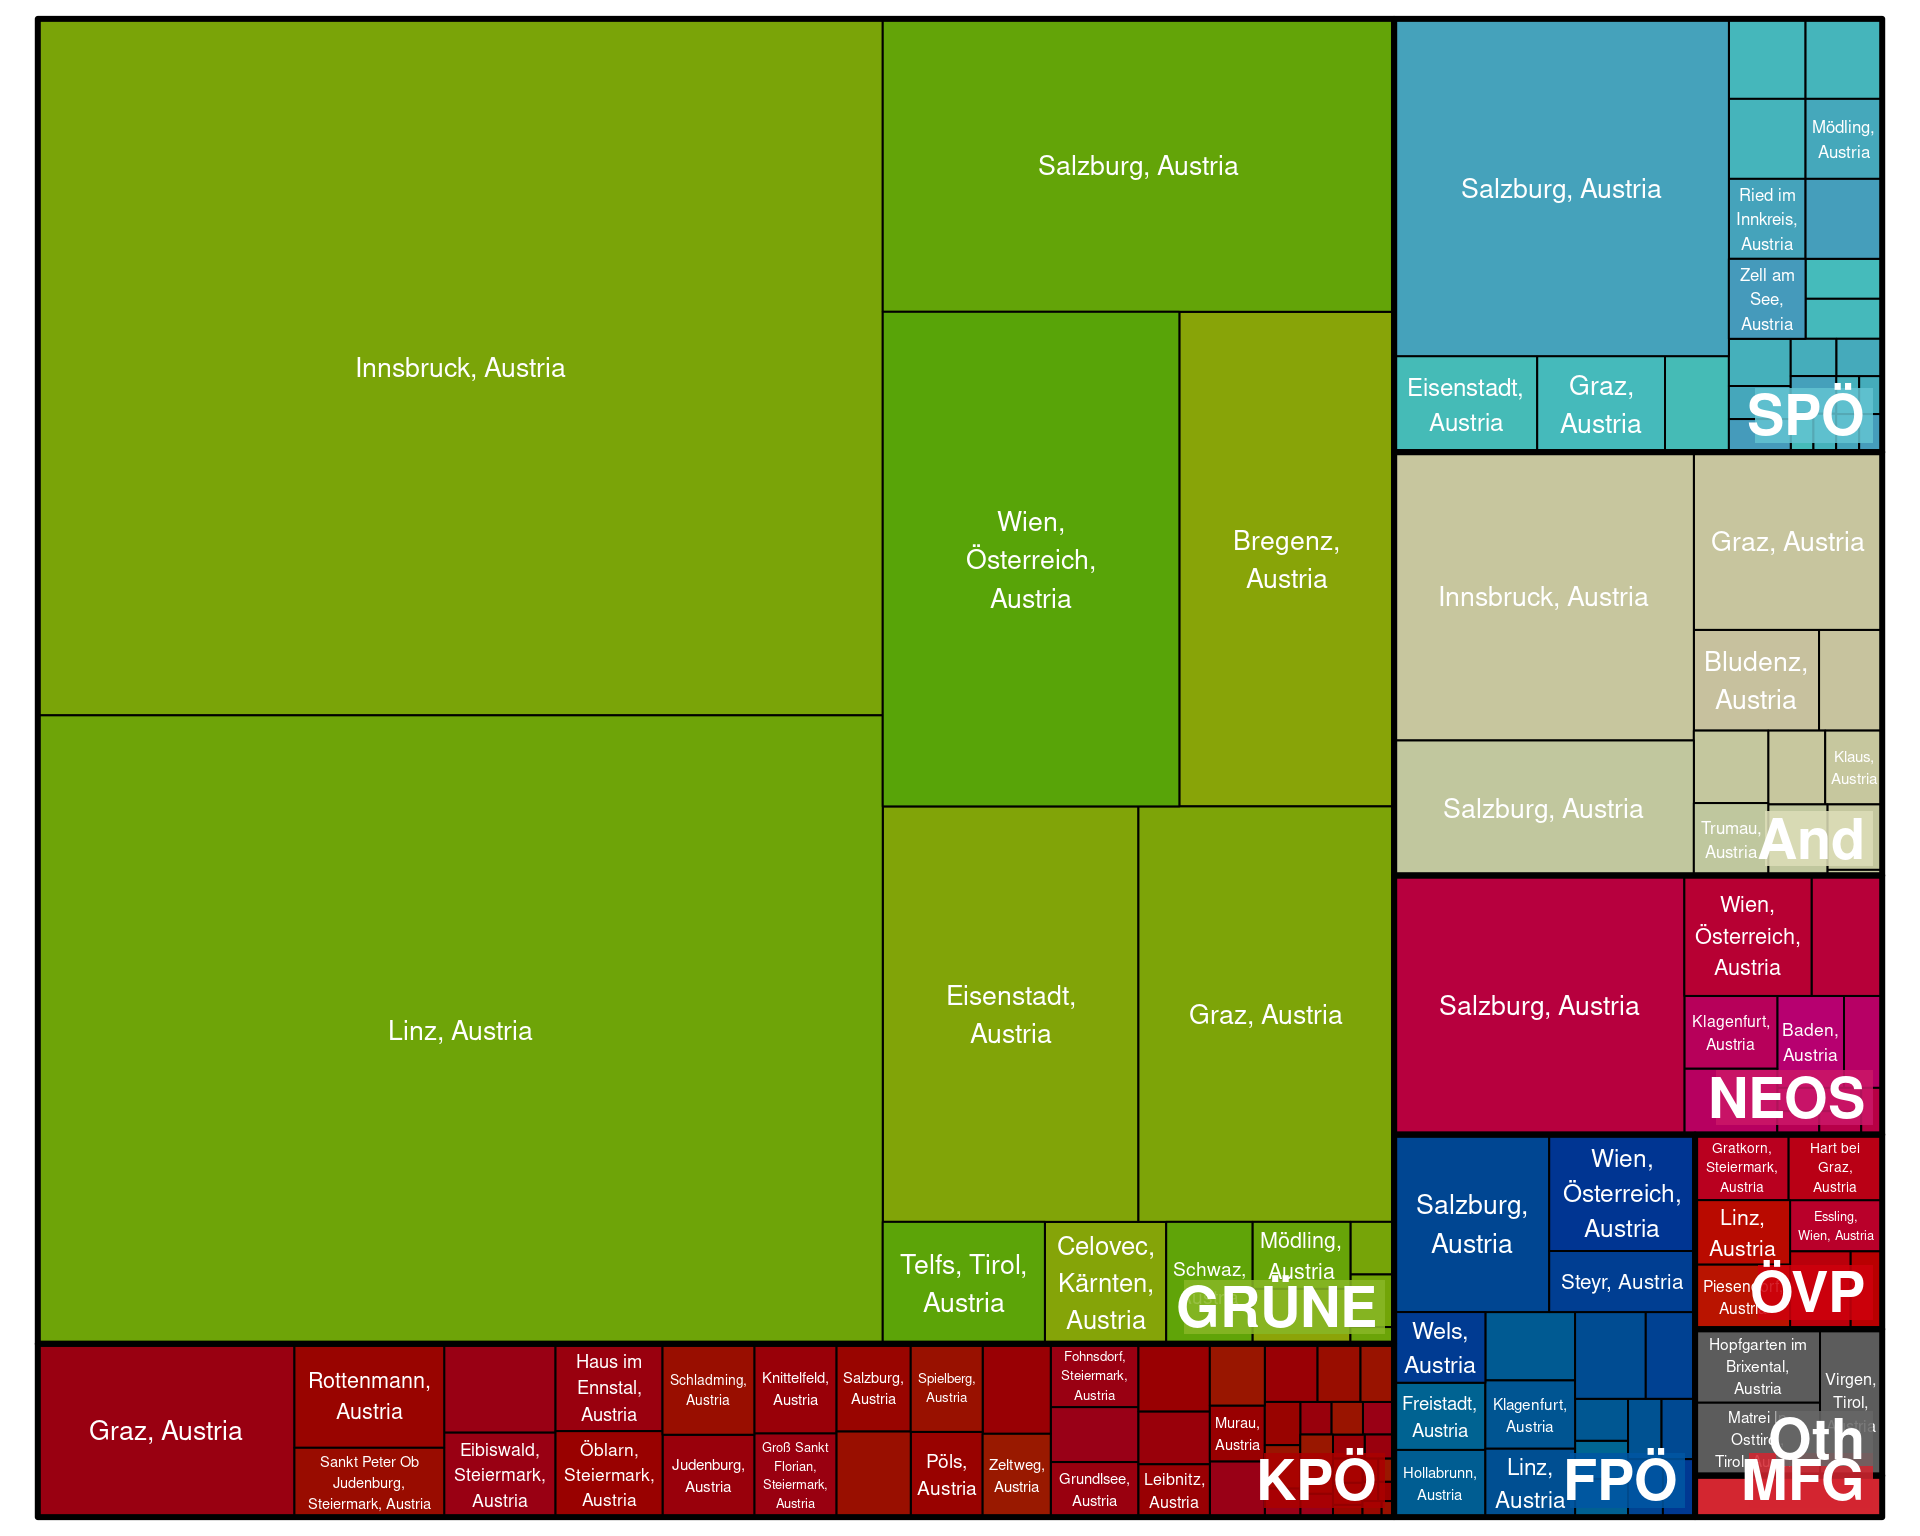 Innsbruck, Austria
Linz, Austria
Salzburg, Austria
Wien,
Österreich,
Austria
Bregenz,
Austria
Eisenstadt,
Austria
Graz, Austria
Telfs, Tirol,
Austria
Celovec,
Kärnten,
Austria
Schwaz,
Mödling,
Austria
GRÜNE
Graz, Austria
Rottenmann,
Austria
Sankt Peter Ob
Judenburg,
Steiermark, Austria
Eibiswald,
Steiermark,
Austria
Haus im
Ennstal,
Austria
Öblarn,
Steiermark,
Austria
Schladming,
Austria
Judenburg,
Austria
Knittelfeld,
Austria
Groß Sankt
Florian,
Steiermark,
Austria
Salzburg,
Austria
Spielberg,
Austria
Pöls,
Austria
Zeltweg,
Austria
Fohnsdorf,
Steiermark,
Austria
Grundlsee,
Austria
Leibnitz,
Austria
Murau,
Austria
KPÖ
Salzburg, Austria
Eisenstadt,
Austria
Graz,
Austria
Mödling,
Austria
Ried im
Innkreis,
Austria
Zell am
See,
Austria
SPÖ
Innsbruck, Austria
Salzburg, Austria
Graz, Austria
Bludenz,
Austria
Klaus,
Austria
Trumau,
Austria
And
Salzburg, Austria
Wien,
Österreich,
Austria
Klagenfurt,
Austria
Baden,
Austria
NEOS
Salzburg,
Austria
Wien,
Österreich,
Austria
Steyr, Austria
Wels,
Austria
Freistadt,
Austria
Hollabrunn,
Austria
Klagenfurt,
Austria
Linz,
Austria
FPÖ
Gratkorn,
Steiermark,
Austria
Hart bei
Graz,
Austria
Linz,
Austria
Essling,
Wien, Austria
ÖVP
Hopfgarten im
Brixental,
Austria
Virgen,
Tirol,
Matrei
Oth
MFG